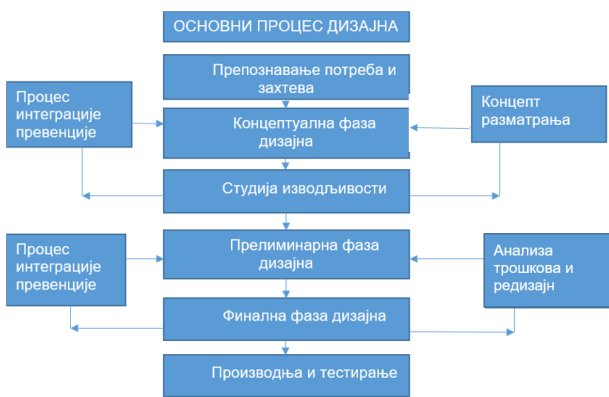 ОСНОВНИ ПРОЦЕС ДИЗАЈНА
Препознавање потреба и
захтева
Процес
интеграције
превенције
Концептуална фаза
дизајна
Концепт
разматрања
Студија изводљивости
Процес
интеграције
превенције
Прелиминарна фаза
дизајна
Анализа
трошкова и
редизајн
Финална фаза дизајна
Производња и тестирање